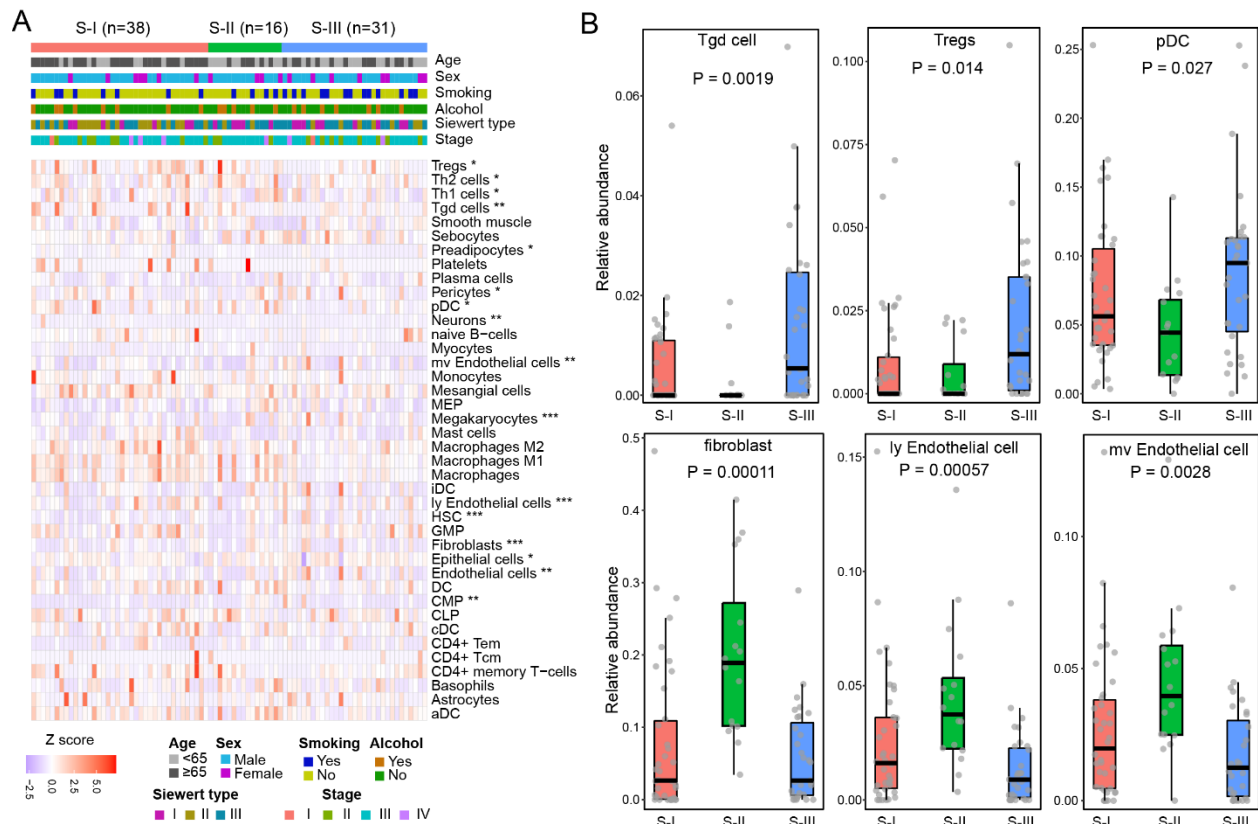 A
S-I (n=38)
S-II (n=16)
S-III (n=31)
Age
Sex
Smoking
Alcohol
Siewert type
Stage
Tregs *
Th2 cells *
Th1 cells *
Tgd cells **
Smooth muscle
Sebocytes
Preadipocytes *
Platelets
Plasma cells
Pericytes *
pDC *
Neurons **
naive B−cells
Myocytes
mv Endothelial cells **
Monocytes
Mesangial cells
MEP
Megakaryocytes ***
Mast cells
Macrophages M2
Macrophages M1
Macrophages
iDC
ly Endothelial cells ***
HSC ***
GMP
Fibroblasts ***
Epithelial cells *
Endothelial cells **
DC
CMP **
CLP
cDC
CD4+ Tem
CD4+ Tcm
CD4+ memory T−cells
Basophils
Astrocytes
aDC
Z score
−2.5
0.0
2.5
5.0
Age
<65
≥65
Sex
Male
Female
Smoking
Yes
No
Alcohol
Yes
No
Siewert type
I II III
Stage
I II III IV
B
Relative abundance
Tgd cell
P = 0.0019
0.06
0.04
0.02
0.00
S-I S-II S-III
Tregs
P = 0.014
0.100
0.075
0.050
0.025
0.000
S-I S-II S-III
pDC
P = 0.027
0.25
0.20
0.15
0.10
0.05
0.00
S-I S-II S-III
Relative abundance
fibroblast
P = 0.00011
0.5
0.4
0.3
0.2
0.1
0.0
S-I S-II S-III
ly Endothelial cell
P = 0.00057
0.15
0.10
0.05
0.00
S-I S-II S-III
mv Endothelial cell
P = 0.0028
0.10
0.05
0.00
S-I S-II S-III